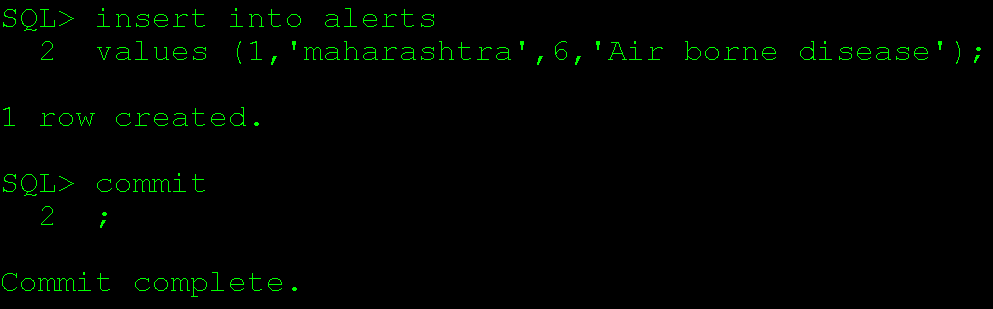 SQL> insert into alerts
  2  values (1,'maharashtra',6,'Air borne disease');
1 row created.
SQL> commit
  2  ;
Commit complete.